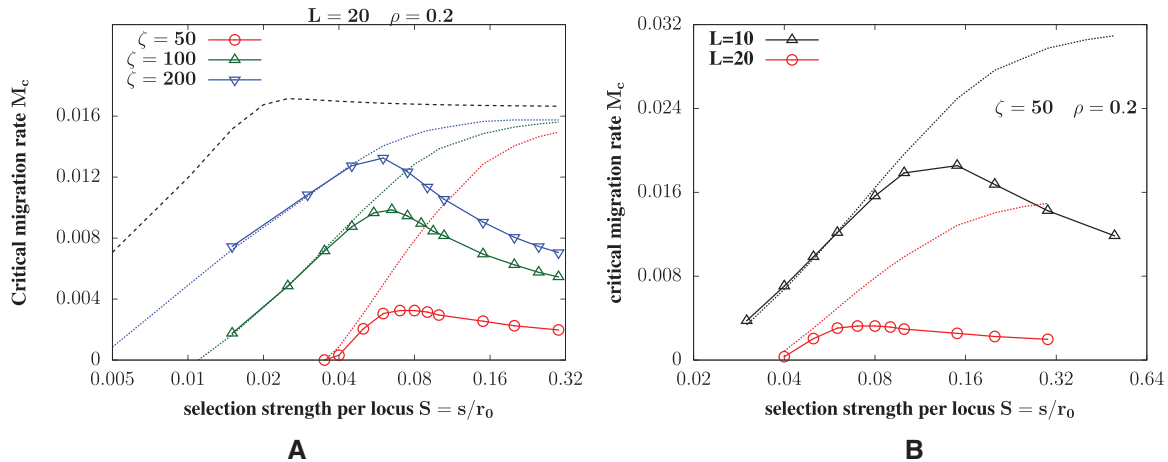 L = 20 ρ = 0.2
ζ = 50
ζ = 100
ζ = 200
Critical migration rate M_c
0.016
0.012
0.008
0.004
0
0.005 0.01 0.02 0.04 0.08 0.16 0.32
selection strength per locus S = s/r_0
A
L=10
L=20
ζ = 50 ρ = 0.2
critical migration rate M_c
0.032
0.024
0.016
0.008
0
0.02 0.04 0.08 0.16 0.32 0.64
selection strength per locus S = s/r_0
B